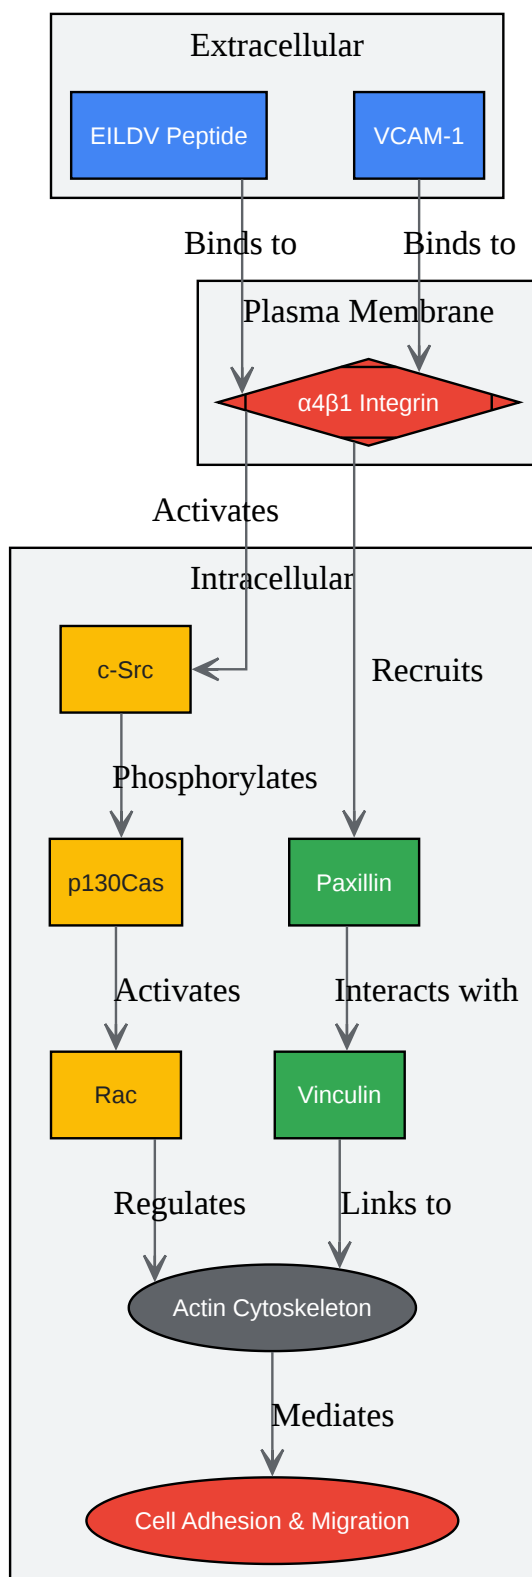 Extracellular
EILDV Peptide
VCAM-1
Binds to
Binds to
Plasma Membrane
α4β1 Integrin
Activates
Intracellular
c-Src
Recruits
Phosphorylates
p130Cas
Paxillin
Activates
Interacts with
Rac
Vinculin
Regulates
Links to
Actin Cytoskeleton
Mediates
Cell Adhesion & Migration